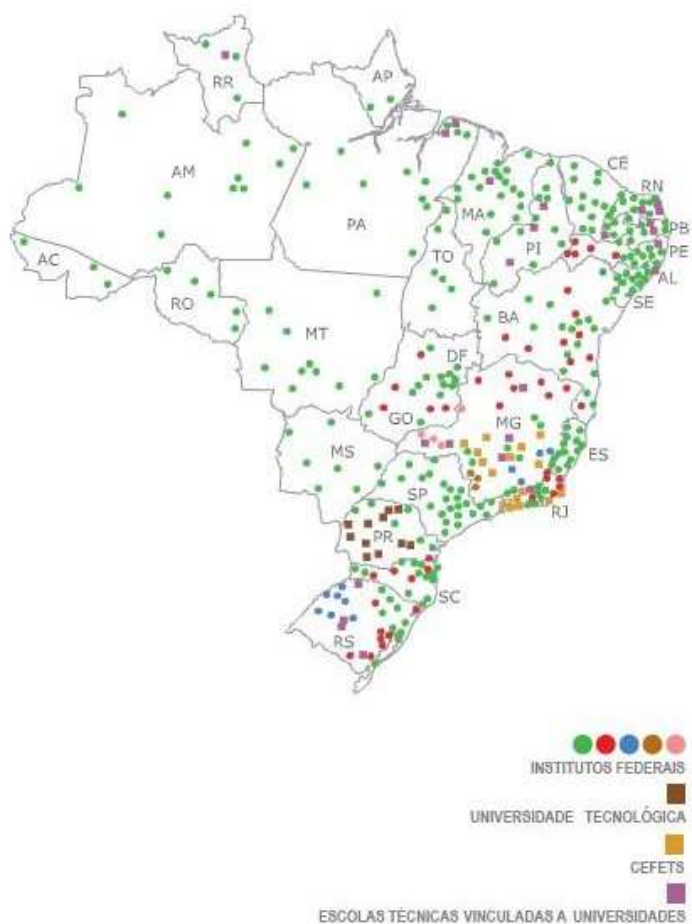 AP
RR
AM
PA
AC
RO
MT
TO
MA
PI
CE
RN
PB
PE
AL
SE
BA
DF
GO
MG
ES
MS
SP
RJ
PR
SC
RS
INSTITUTOS FEDERAIS
UNIVERSIDADE TECNOLÓGICA
CEFETS
ESCOLAS TÉCNICAS VINCULADAS A UNIVERSIDADES